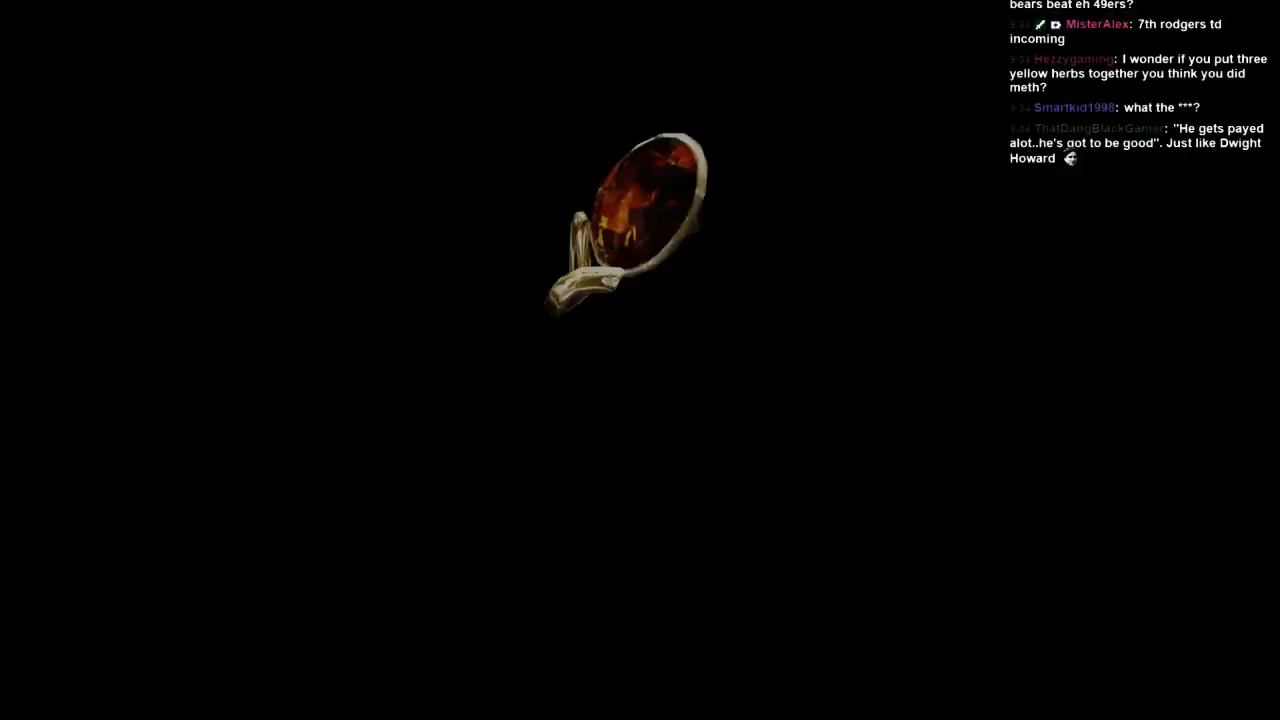 bears beat eh 49ers?
MisterAlex: 7th rodgers td
incoming
Hezzygaming: I wonder if you put three
yellow herbs together you think you did
meth?
Smartkid1998: what the ***?
ThatDangBlackGamer: "He gets payed
alot..he's got to be good". Just like Dwight
Howard